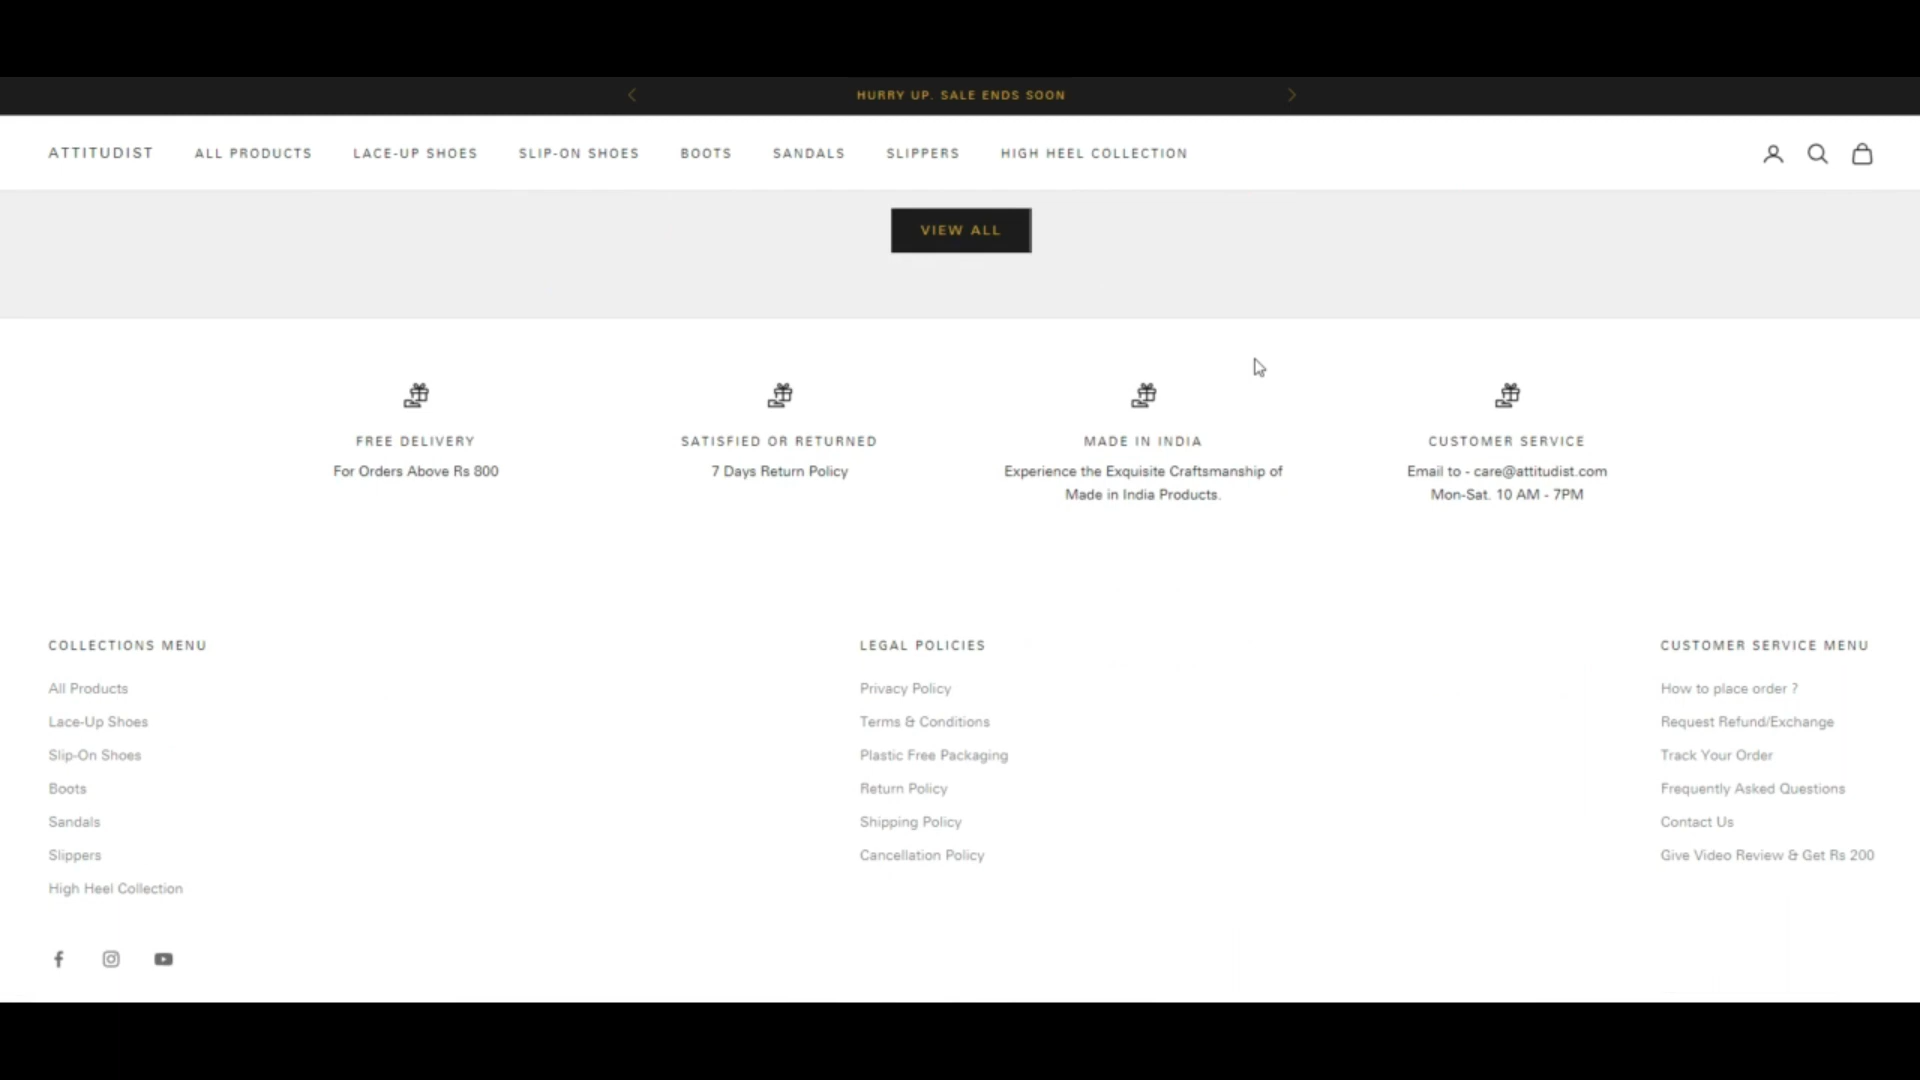 HURRY UP. SALE ENDS SOON
ATTITUDIST ALL PRODUCTS LACE-UP SHOES SLIP-ON SHOES BOOTS SANDALS SLIPPERS HIGH HEEL COLLECTION
VIEW ALL
FREE DELIVERY
For Orders Above Rs 800
SATISFIED OR RETURNED
7 Days Return Policy
MADE IN INDIA
Experience the Exquisite Craftsmanship of
Made in India Products.
CUSTOMER SERVICE
Email to - care@attitudist.com
Mon-Sat. 10 AM - 7PM
COLLECTIONS MENU
All Products
Lace-Up Shoes
Slip-On Shoes
Boots
Sandals
Slippers
High Heel Collection
LEGAL POLICIES
Privacy Policy
Terms & Conditions
Plastic Free Packaging
Return Policy
Shipping Policy
Cancellation Policy
CUSTOMER SERVICE MENU
How to place order ?
Request Refund/Exchange
Track Your Order
Frequently Asked Questions
Contact Us
Give Video Review & Get Rs 200